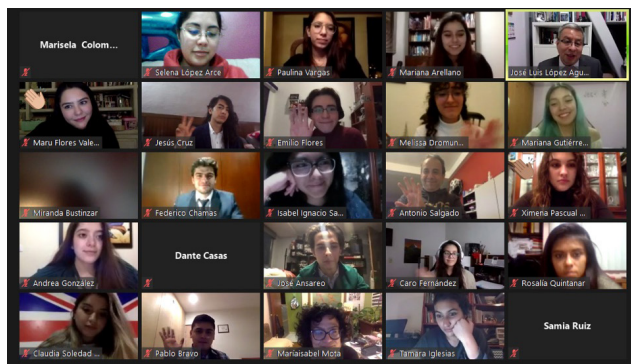 Marisela Colom...
Selena López Arce
Paulina Vargas
Mariana Arellano
José Luis López Agu...
Maru Flores Vale...
Jesús Cruz
Emilio Flores
Melissa Dromun...
Mariana Gutiérre...
Miranda Bustinzar
Federico Chamas
Isabel Ignacio Sa...
Antonio Salgado
Ximena Pascual ...
Andrea González
Dante Casas
José Ansareo
Caro Fernández
Rosalía Quintanar
Claudia Soledad ...
Pablo Bravo
Mariaisabel Mota
Tamara Iglesias
Samia Ruiz